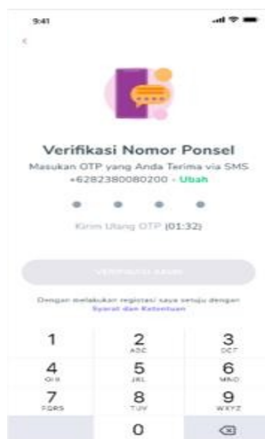 9:41
Verifikasi Nomor Ponsel
Masukan OTP yang Anda Terima via SMS
+6282380080200 - Ubah
Kirim Ulang OTP (01:32)
Dengan melakukan registasi saya setuju dengan
Syarat dan Ketentuan
1 2 3
ABC DEF
4 5 6
GHI JKL MNO
7 8 9
PQRS TUV WXYZ
0